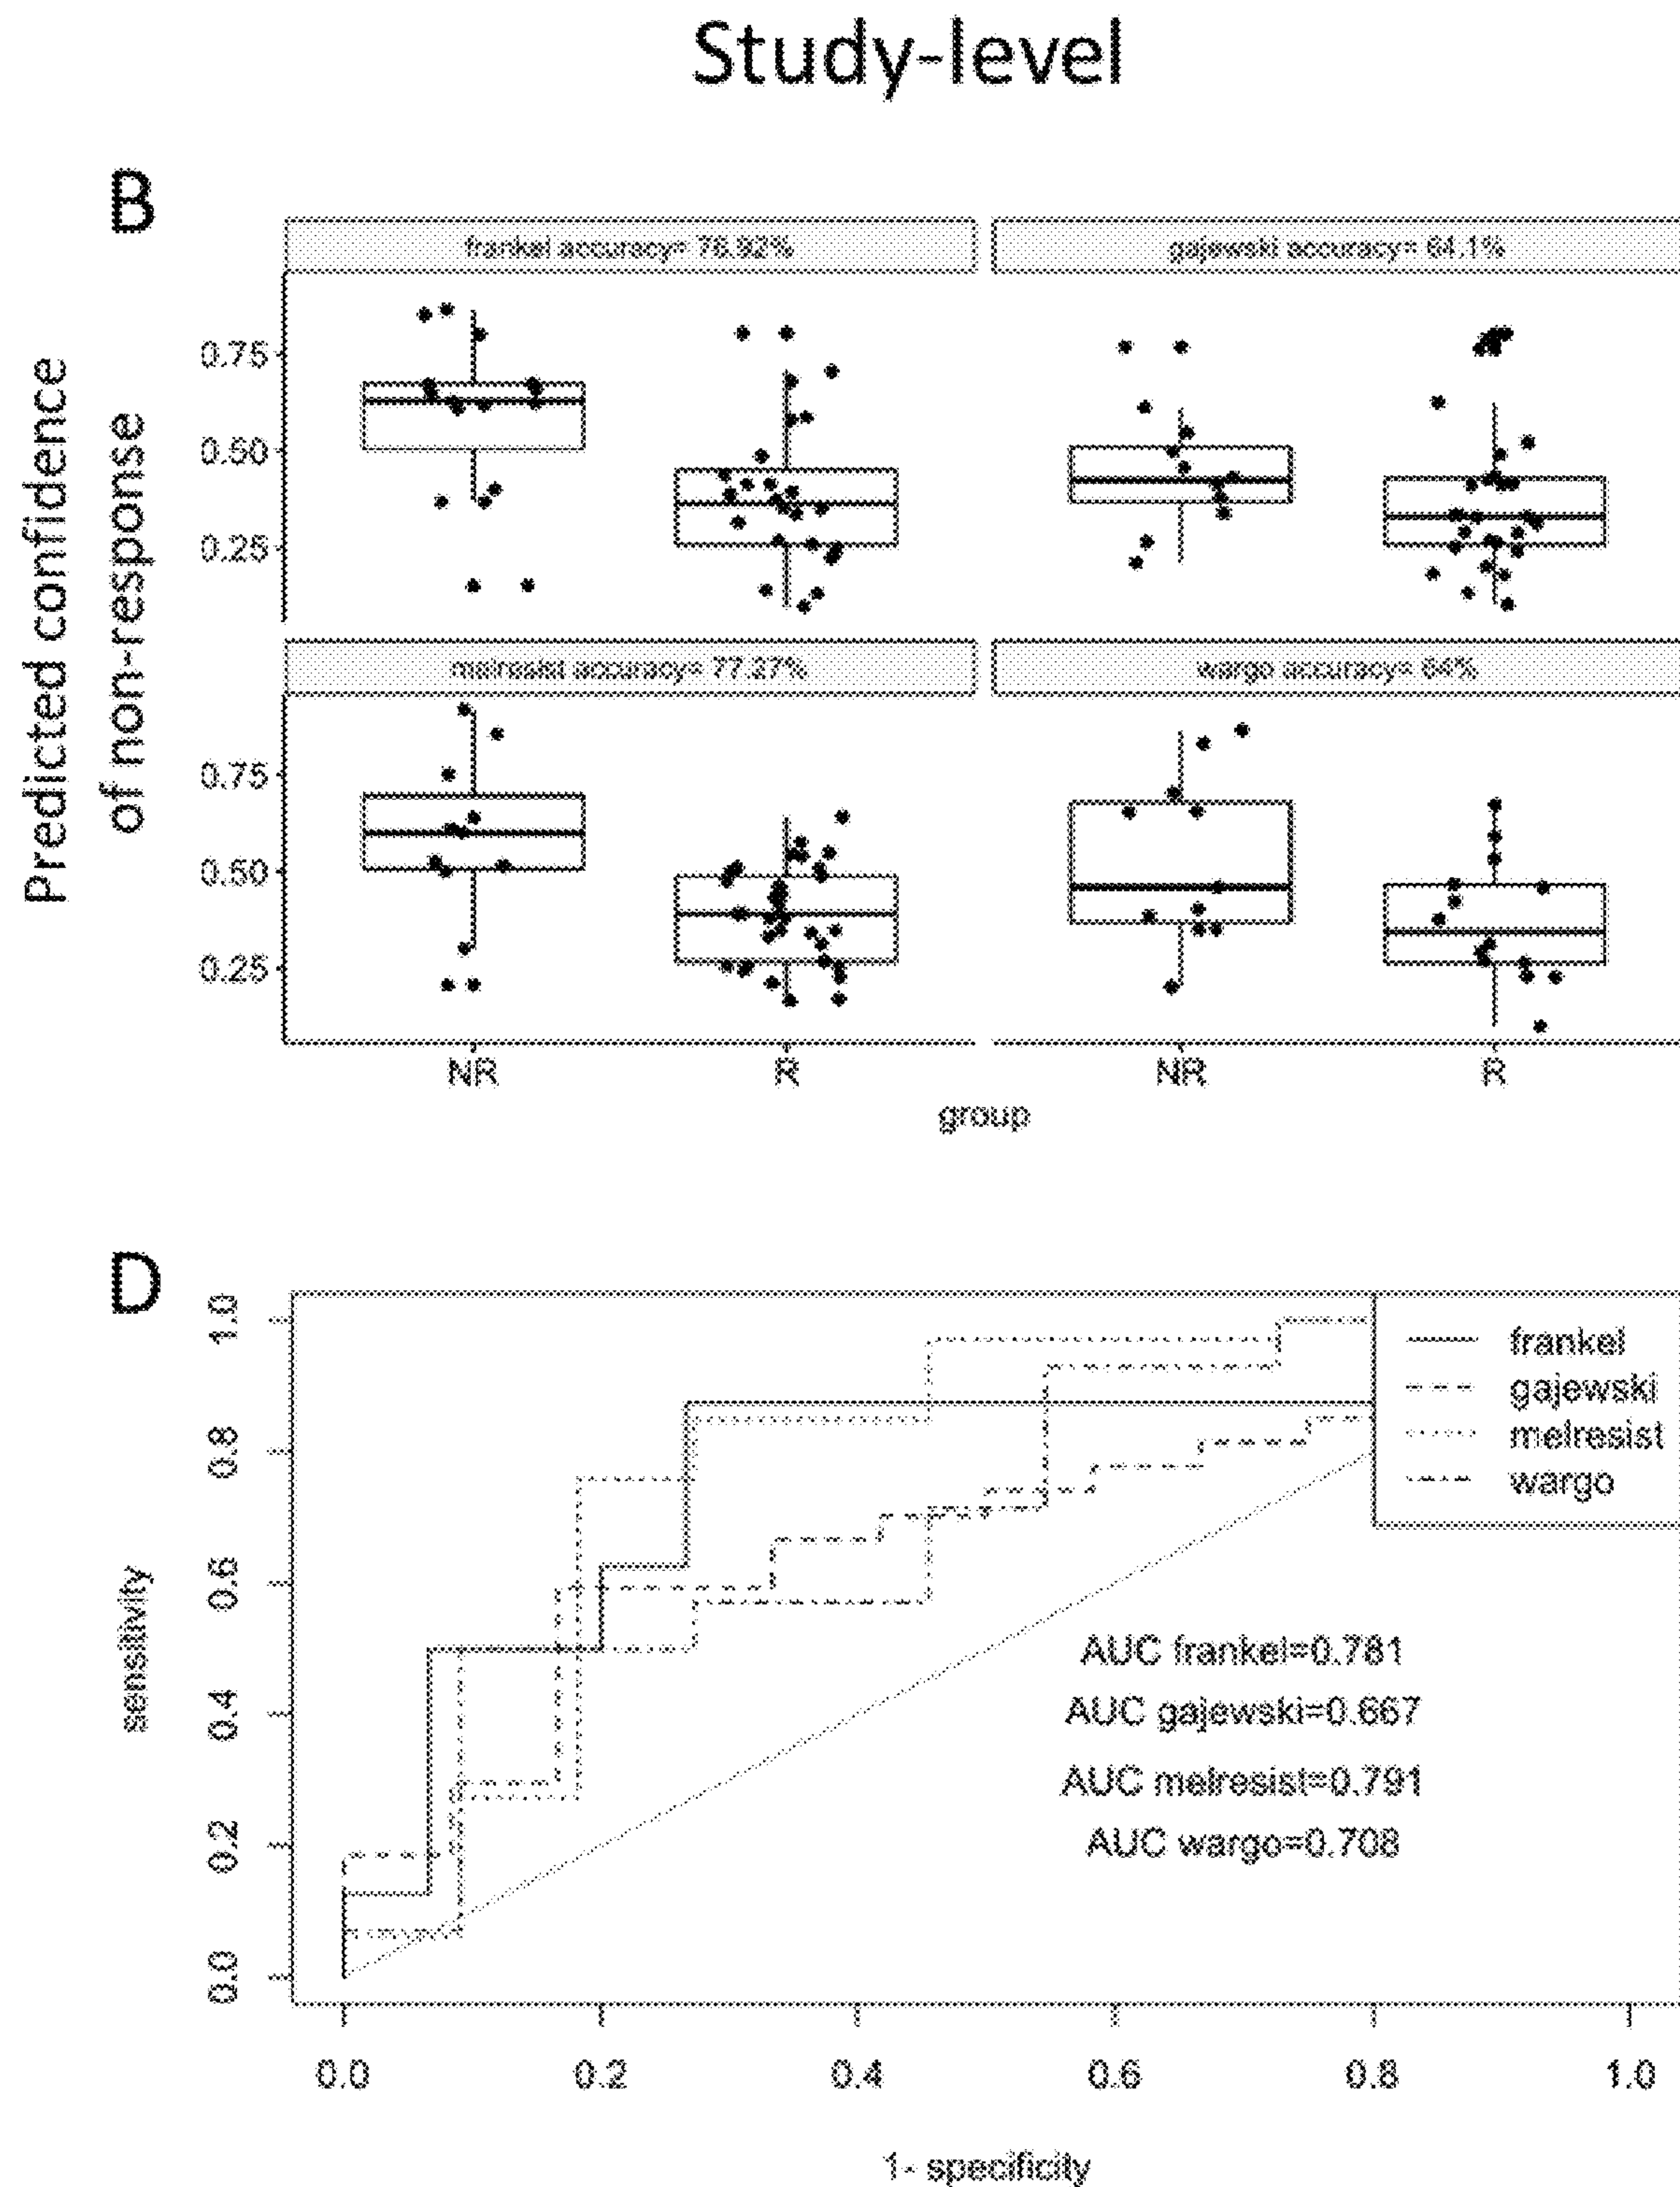 Study-level
B
frankel accuracy= 76.92%
gajewski accuracy= 64.1%
Predicted confidence
of non-response
0.75
0.50
0.25
melresist accuracy= 77.27%
wargo accuracy= 64%
0.75
0.50
0.25
NR
R
NR
R
group
D
sensitivity
1.0
0.8
0.6
0.4
0.2
0.0
frankel
gajewski
melresist
wargo
AUC frankel=0.781
AUC gajewski=0.667
AUC melresist=0.791
AUC wargo=0.708
0.0
0.2
0.4
0.6
0.8
1.0
1- specificity